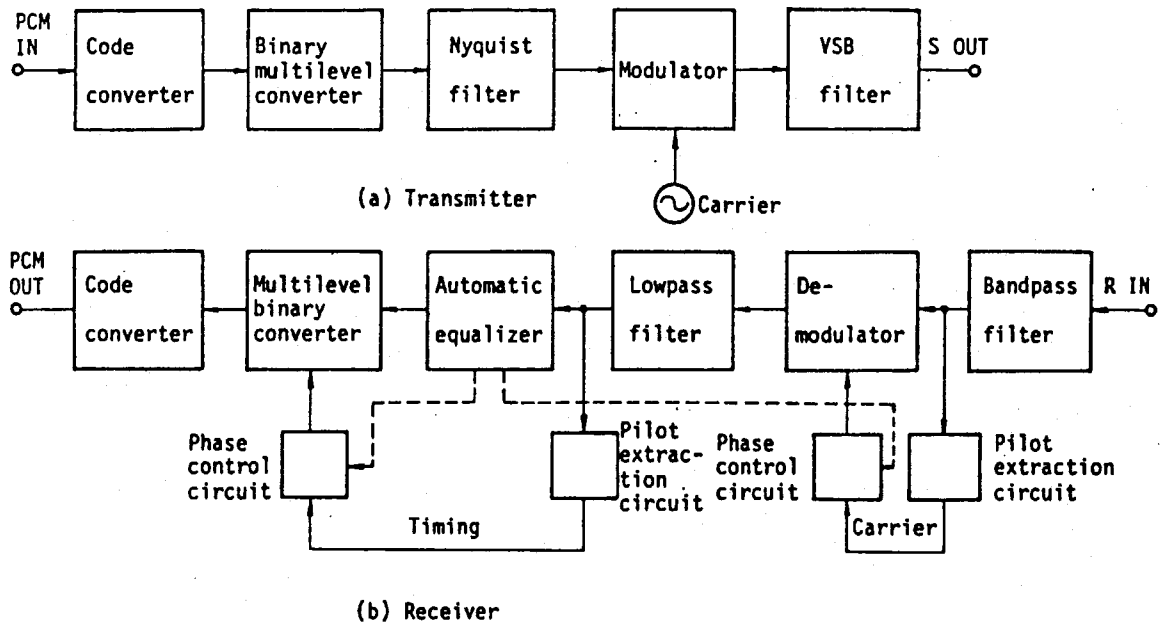 PCM
IN
Code
converter
Binary
multilevel
converter
Nyquist
filter
Modulator
VSB
filter
S OUT
(a) Transmitter
Carrier
PCM
OUT
Code
converter
Multilevel
binary
converter
Automatic
equalizer
Lowpass
filter
De-
modulator
Bandpass
filter
R IN
Phase
control
circuit
Pilot
extrac-
tion
circuit
Phase
control
circuit
Pilot
extraction
circuit
Timing
Carrier
(b) Receiver